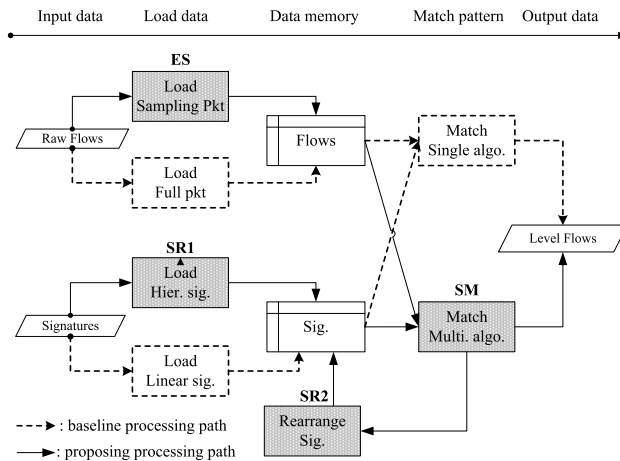 Input data Load data Data memory Match pattern Output data
ES
Load
Sampling Pkt
Raw Flows
Flows
Match
Single algo.
Load
Full pkt
Level Flows
SR1
Load
Hier. sig.
SM
Signatures
Sig.
Match
Multi. algo.
Load
Linear sig.
SR2
Rearrange
Sig.
: baseline processing path
: proposing processing path